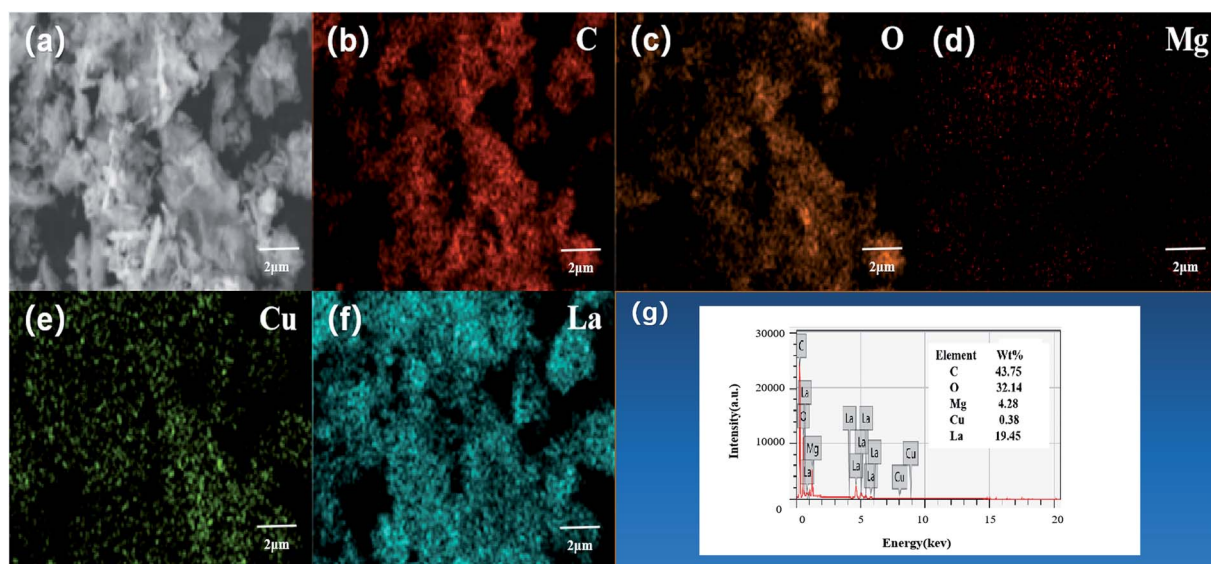 (a)
2μm
(b) C
2μm
(c) O
2μm
(d) Mg
2μm
(e) Cu
2μm
(f) La
2μm
(g)
Intensity(a.u.)
30000
20000
10000
0
C
La
O
Mg
La
La
La
La
La
La
La
Cu
Cu
Element Wt%
C 43.75
O 32.14
Mg 4.28
Cu 0.38
La 19.45
0 5 10 15 20
Energy(kev)